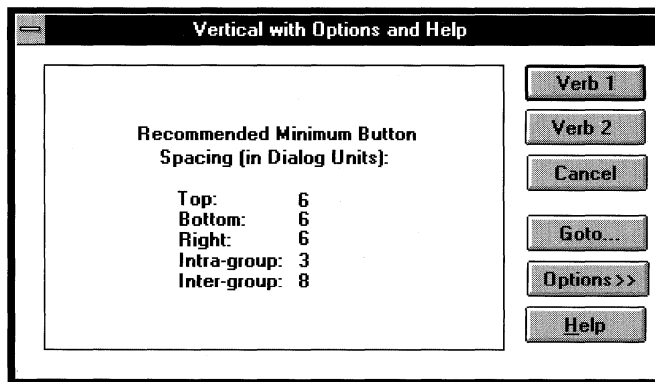 Vertical with Options and Help
Recommended Minimum Button
Spacing (in Dialog Units):
Top: 6
Bottom: 6
Right: 6
Intra-group: 3
Inter-group: 8
Verb 1
Verb 2
Cancel
Goto...
Options>>
Help